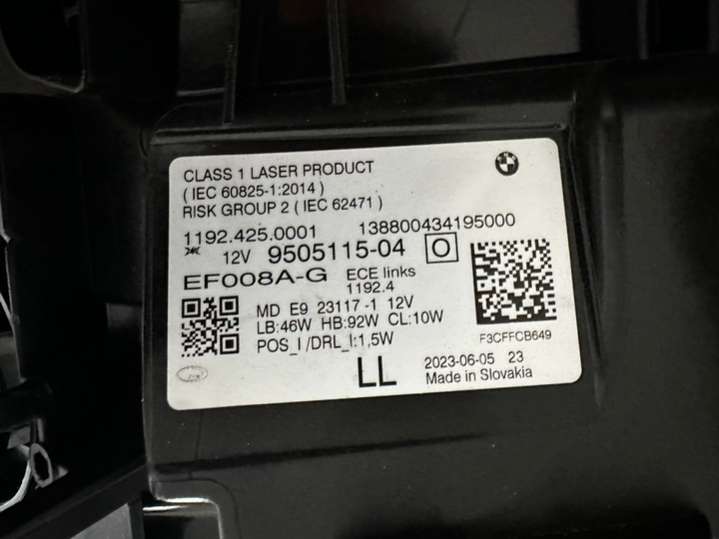 CLASS 1 LASER PRODUCT
( IEC 60825-1:2014 )
RISK GROUP 2 ( IEC 62471 )
1192.425.0001 138800434195000
12V 9505115-04 O
EF008A-G ECE links
1192.4
MD E9 23117 -1 12V
LB:46W HB:92W CL:10W
POS_I /DRL_I:1,5W
F3CFFCB649
LL 2023-06-05 23
Made in Slovakia